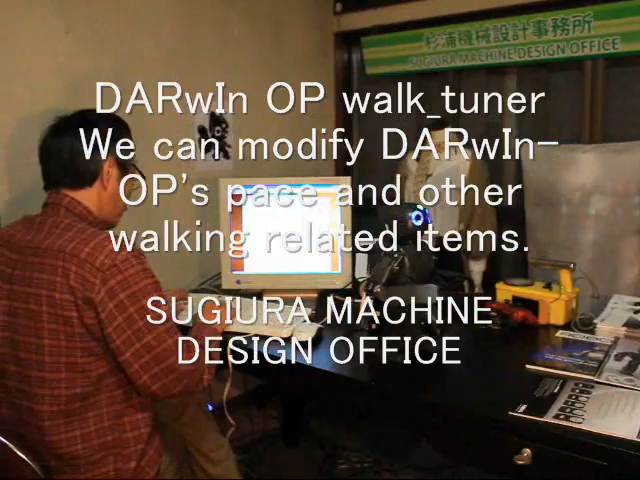 杉浦機械設計事務所
SUGIURA MACHINE DESIGN OFFICE
DARwIn OP walk_tuner
We can modify DARwIn-
OP's pace and other
walking related items.
SUGIURA MACHINE
DESIGN OFFICE